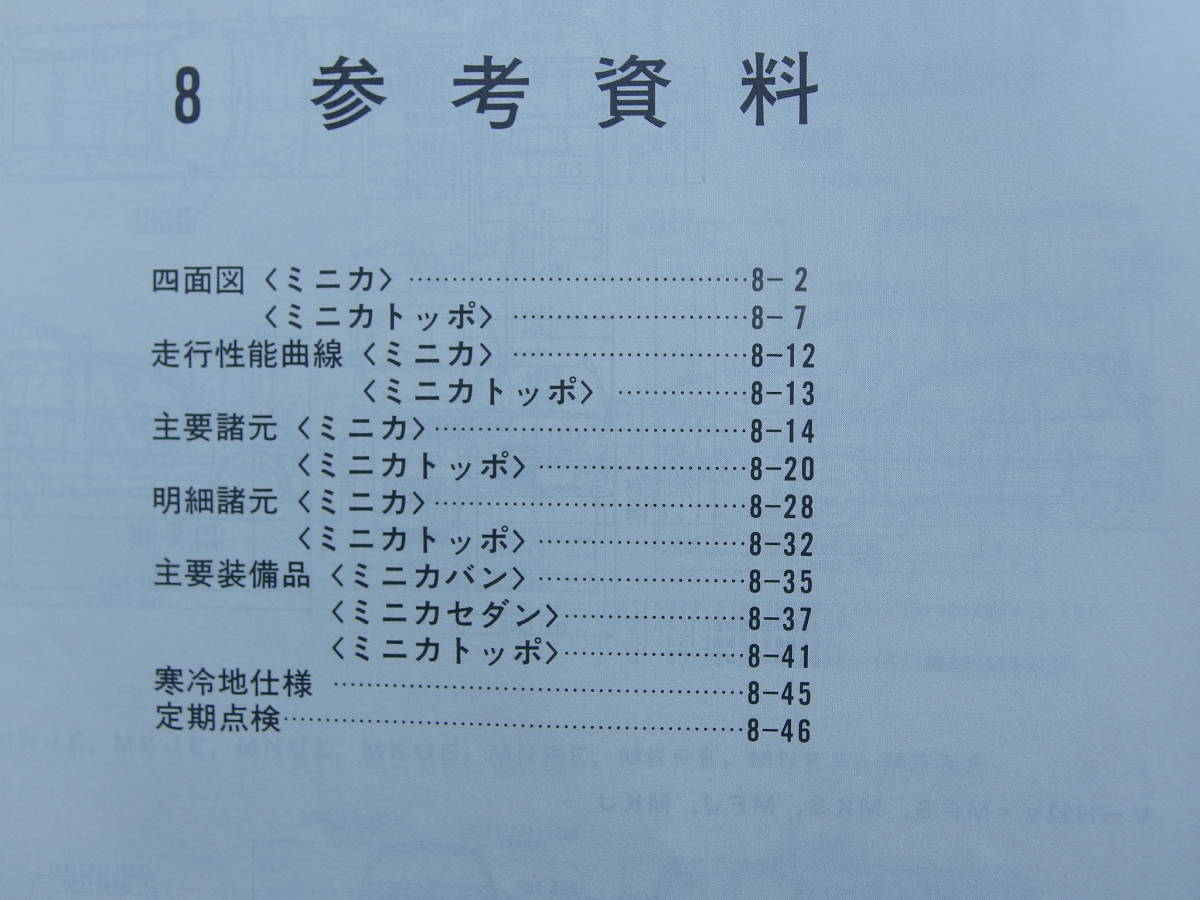 8 参考資料
四面図〈ミニカ〉…………………………………8－2
〈ミニカトッポ〉………………………8－7
走行性能曲線〈ミニカ〉……………………8－12
〈ミニカトッポ〉……………8－13
主要諸元〈ミニカ〉……………………………8－14
〈ミニカトッポ〉…………………8－20
明細諸元〈ミニカ〉……………………………8－28
〈ミニカトッポ〉…………………8－32
主要装備品〈ミニカバン〉…………………8－35
〈ミニカセダン〉………………8－37
〈ミニカトッポ〉………………8－41
寒冷地仕様……………………………………8－45
定期点検…………………………………………8－46